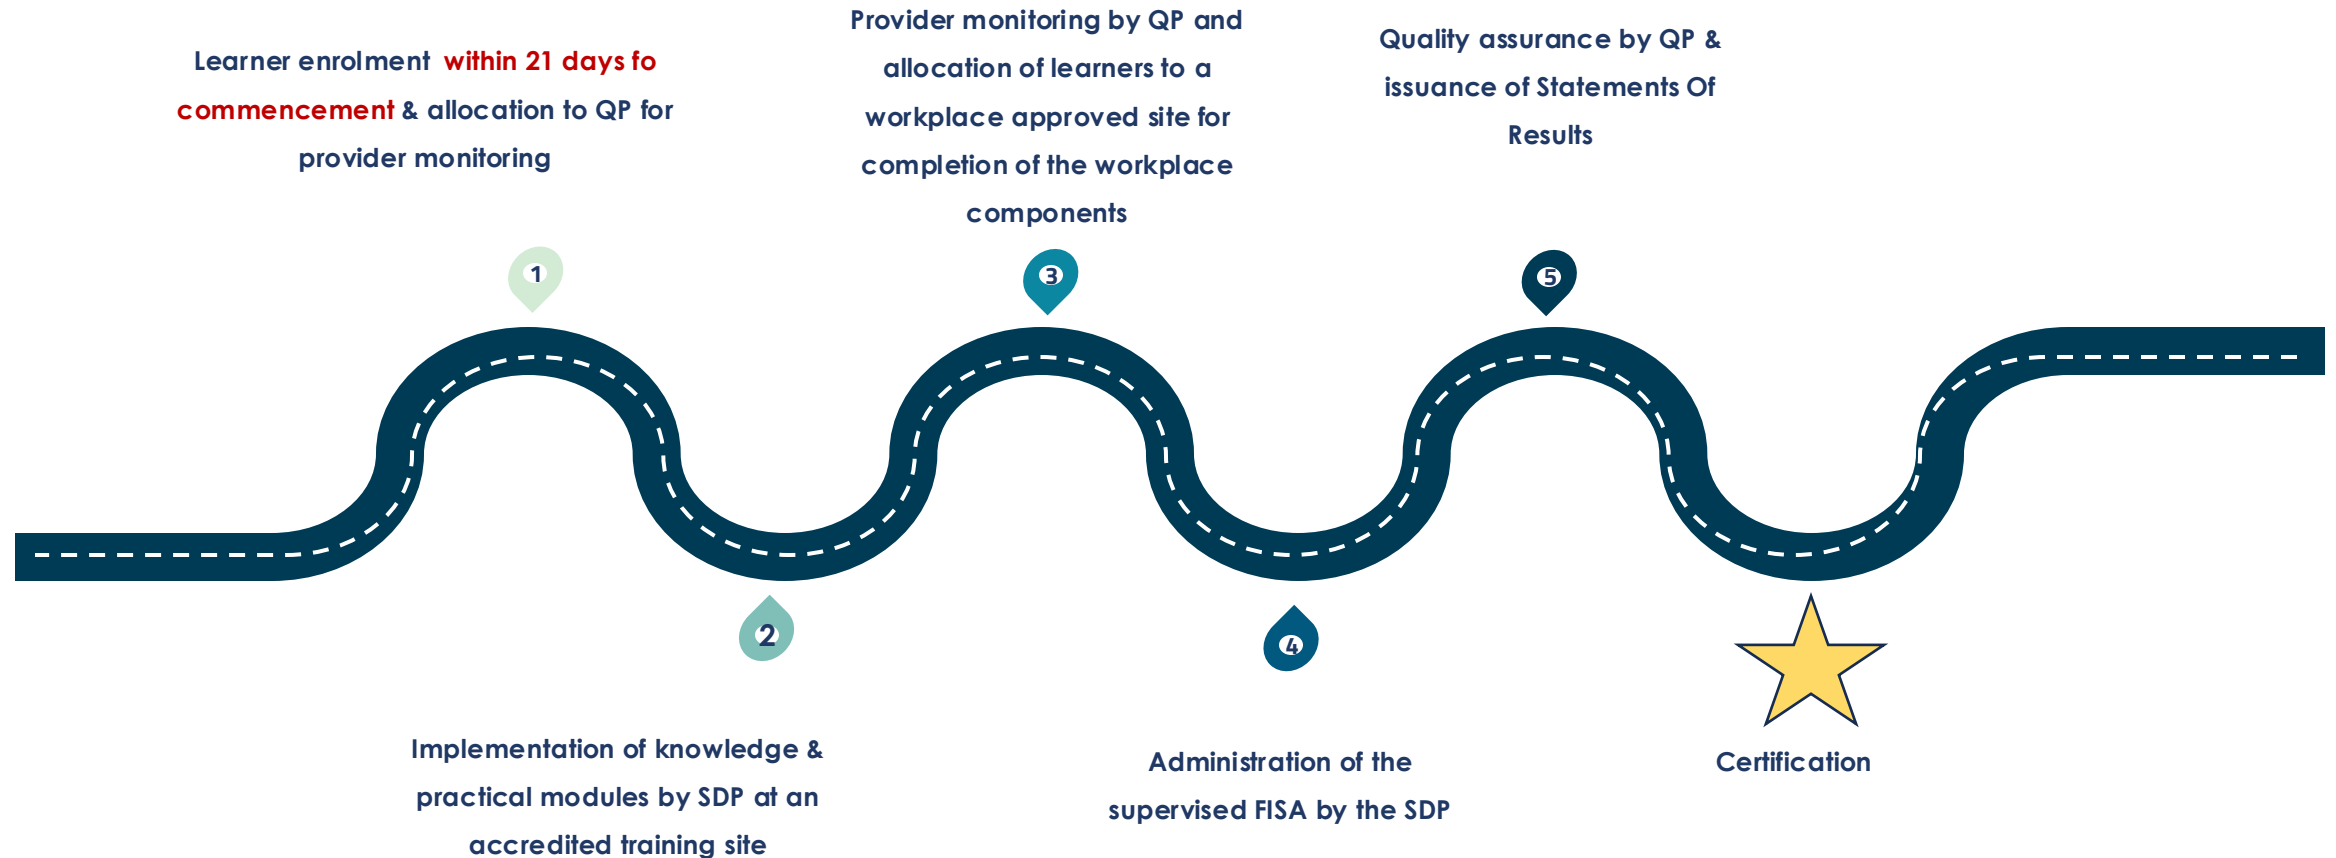 Learner enrolment within 21 days fo
commencement & allocation to QP for
provider monitoring
1
Implementation of knowledge &
practical modules by SDP at an
accredited training site
2
Provider monitoring by QP and
allocation of learners to a
workplace approved site for
completion of the workplace
components
3
Administration of the
supervised FISA by the SDP
4
Quality assurance by QP &
issuance of Statements Of
Results
5
Certification